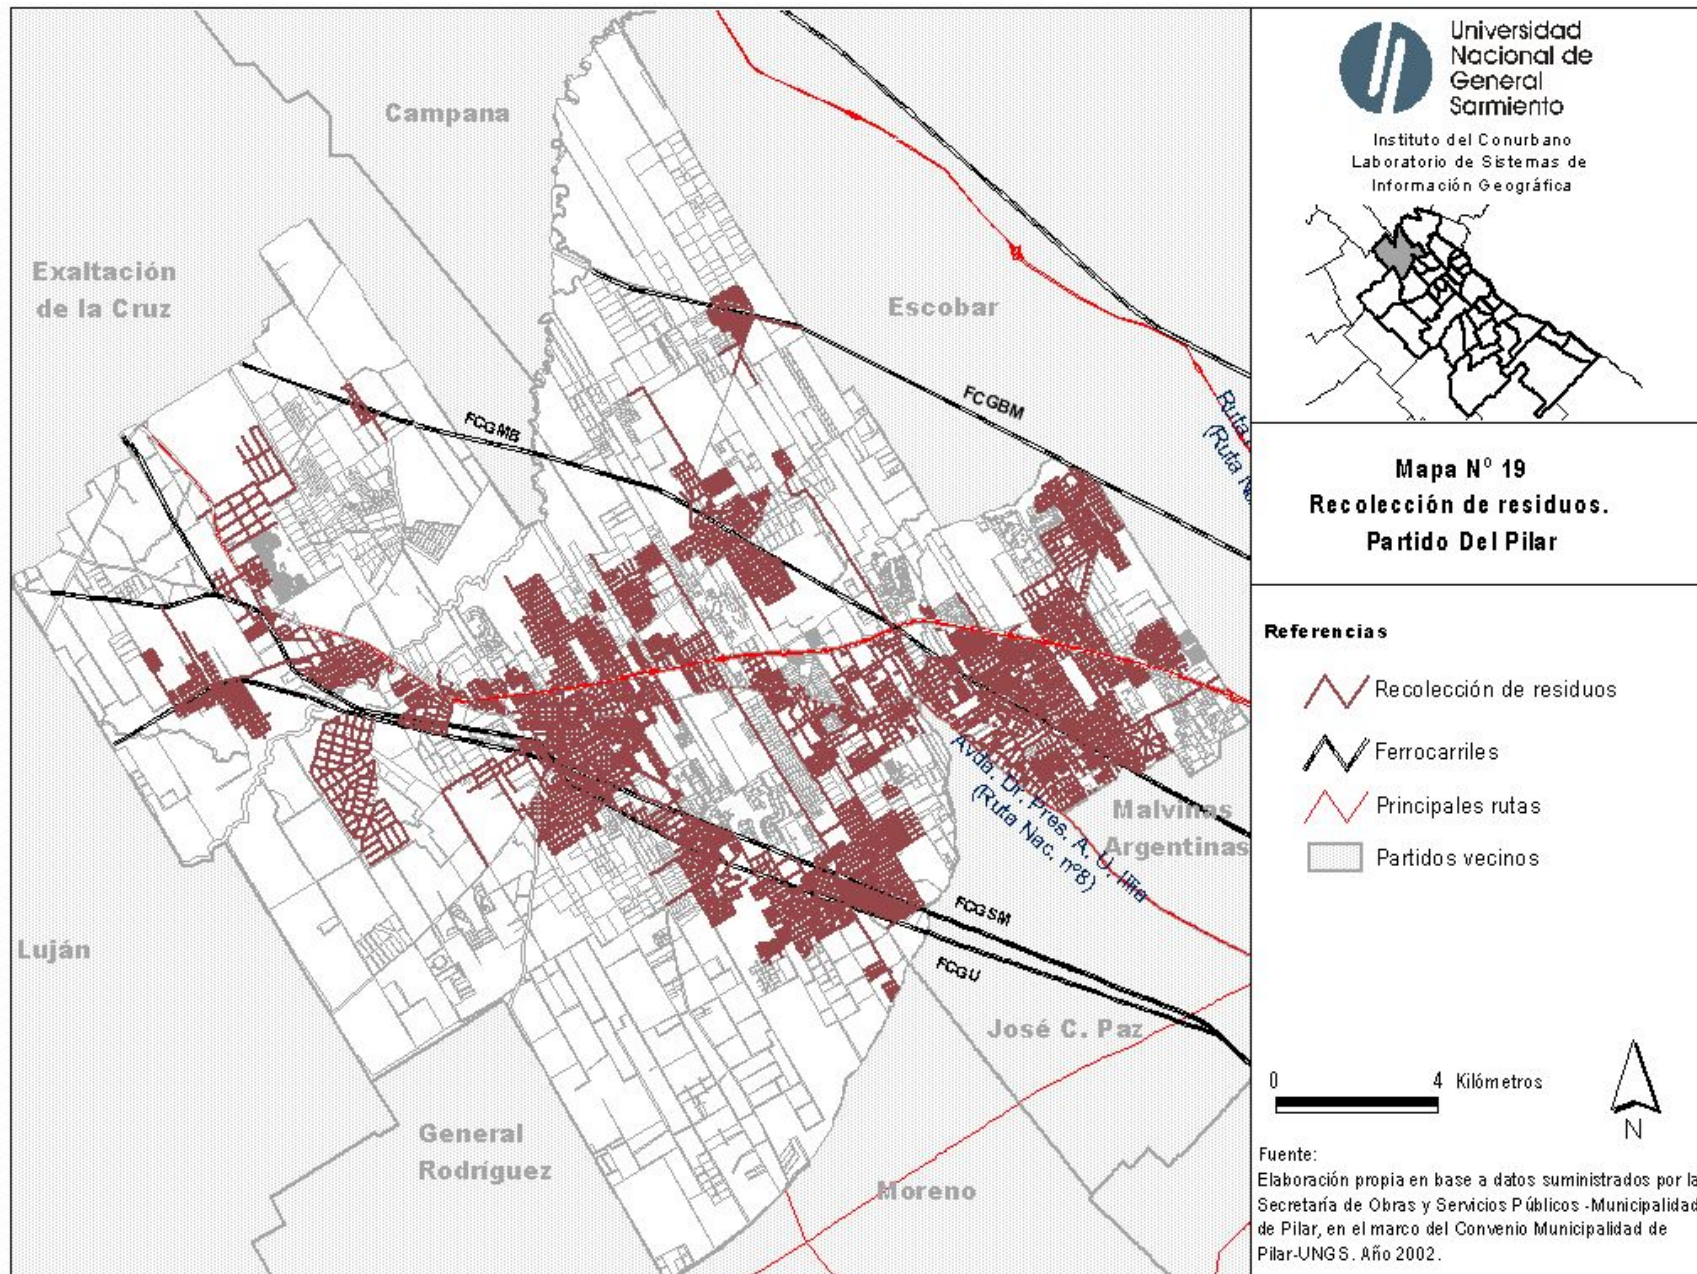 Campana
Exaltación
de la Cruz
Escobar
FCGMB
FCGBM
Avda. Dr. Pres. A. U. Illia
(Ruta Nac. nº8)
Malvinas
Argentinas
FCGSM
FCGU
Luján
José C. Paz
General
Rodríguez
Moreno
Universidad
Nacional de
General
Sarmiento
Instituto del Conurbano
Laboratorio de Sistemas de
Información Geográfica
Mapa Nº 19
Recolección de residuos.
Partido Del Pilar
Referencias
Recolección de residuos
Ferrocarriles
Principales rutas
Partidos vecinos
0 4 Kilómetros
N
Fuente:
Elaboración propia en base a datos suministrados por la
Secretaría de Obras y Servicios Públicos -Municipalidad
de Pilar, en el marco del Convenio Municipalidad de
Pilar-UNGS. Año 2002.